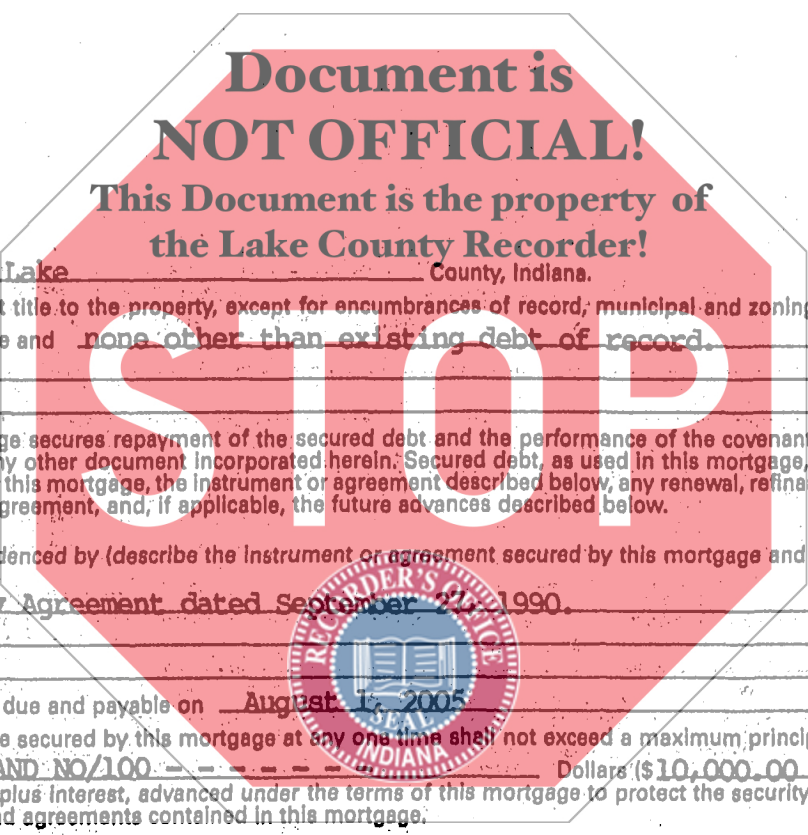 Document is
NOT OFFICIAL!
This Document is the property of
the Lake County Recorder!
Lake County, Indiana.
t title to the property, except for encumbrances of record, municipal and zoning
e and none other than existing debt of record.
STOP
ge secures repayment of the secured debt and the performance of the covenant
y other document incorporated herein. Secured debt, as used in this mortgage,
this mortgage, the instrument or agreement described below, any renewal, refina
greement, and, if applicable, the future advances described below.
denced by (describe the instrument or agreement secured by this mortgage and
y Agreement dated September 27, 1990.
RECORDER'S OFFICE
SEAL
INDIANA
due and payable on August 1, 2005
e secured by this mortgage at any one time shall not exceed a maximum princi
AND NO/100 - - - - - - - Dollars ($10,000.00
plus interest, advanced under the terms of this mortgage to protect the security
d agreements contained in this mortgage.